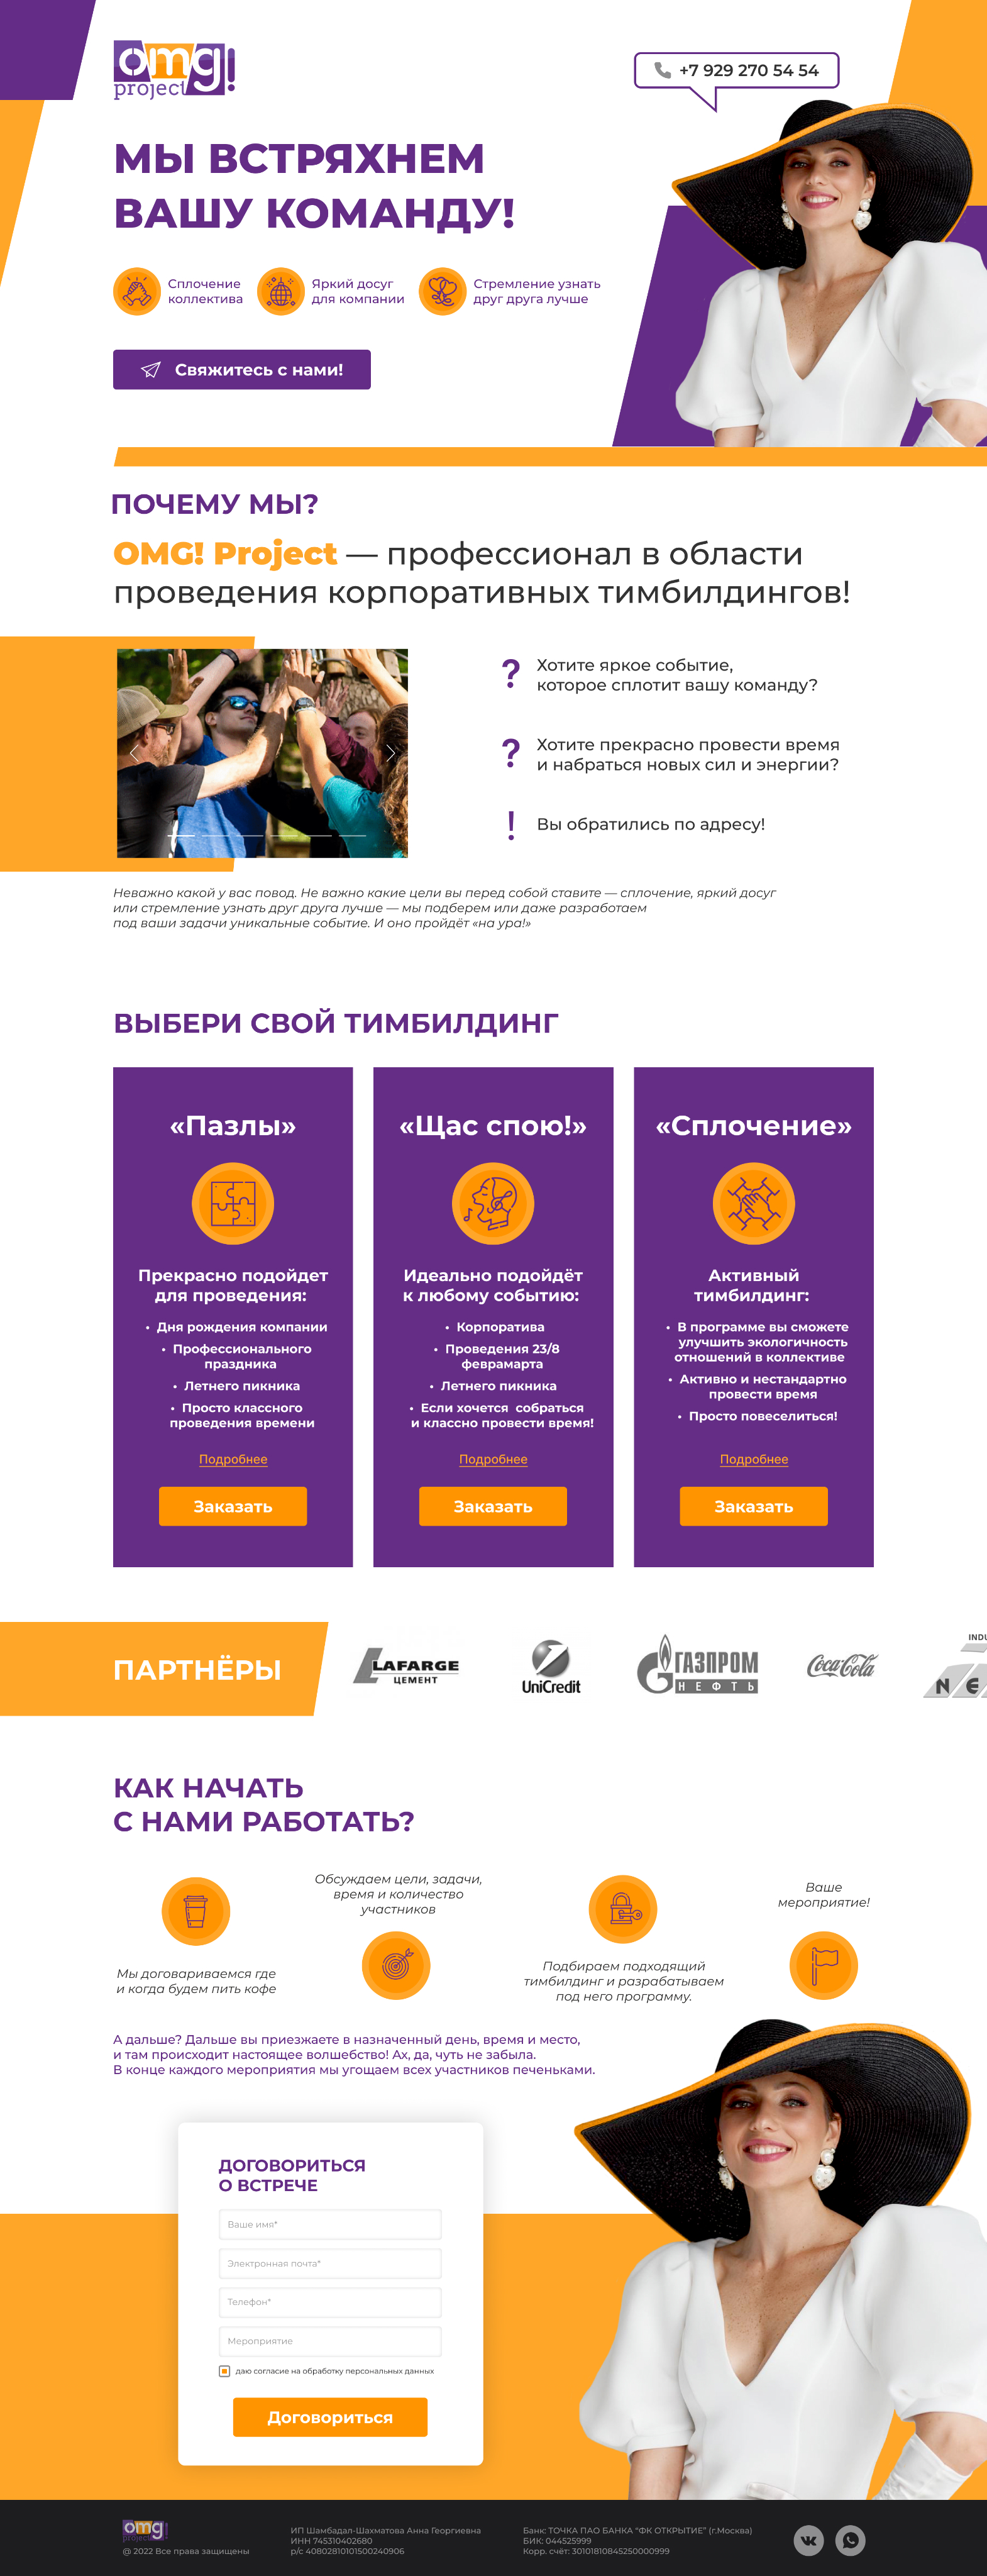 omg!
project
+7 929 270 54 54
МЫ ВСТРЯХНЕМ
ВАШУ КОМАНДУ!
Сплочение
коллектива
Яркий досуг
для компании
Стремление узнать
друг друга лучше
Свяжитесь с нами!
ПОЧЕМУ МЫ?
OMG! Project — профессионал в области
проведения корпоративных тимбилдингов!
? Хотите яркое событие,
которое сплотит вашу команду?
? Хотите прекрасно провести время
и набраться новых сил и энергии?
! Вы обратились по адресу!
Неважно какой у вас повод. Не важно какие цели вы перед собой ставите — сплочение, яркий досуг
или стремление узнать друг друга лучше — мы подберем или даже разработаем
под ваши задачи уникальные событие. И оно пройдёт «на ура!»
ВЫБЕРИ СВОЙ ТИМБИЛДИНГ
«Пазлы»
Прекрасно подойдет
для проведения:
• Дня рождения компании
• Профессионального
праздника
• Летнего пикника
• Просто классного
проведения времени
Подробнее
Заказать
«Щас спою!»
Идеально подойдёт
к любому событию:
• Корпоратива
• Проведения 23/8
феврамарта
• Летнего пикника
• Если хочется собраться
и классно провести время!
Подробнее
Заказать
«Сплочение»
Активный
тимбилдинг:
• В программе вы сможете
улучшить экологичность
отношений в коллективе
• Активно и нестандартно
провести время
• Просто повеселиться!
Подробнее
Заказать
ПАРТНЁРЫ
LAFARGE
ЦЕМЕНТ
UniCredit
ГАЗПРОМ
НЕФТЬ
Coca-Cola
INDU
NE
КАК НАЧАТЬ
С НАМИ РАБОТАТЬ?
Мы договариваемся где
и когда будем пить кофе
Обсуждаем цели, задачи,
время и количество
участников
Подбираем подходящий
тимбилдинг и разрабатываем
под него программу.
Ваше
мероприятие!
А дальше? Дальше вы приезжаете в назначенный день, время и место,
и там происходит настоящее волшебство! Ах, да, чуть не забыла.
В конце каждого мероприятия мы угощаем всех участников печеньками.
ДОГОВОРИТЬСЯ
О ВСТРЕЧЕ
Ваше имя*
Электронная почта*
Телефон*
Мероприятие
даю согласие на обработку персональных данных
Договориться
omg!
project
@ 2022 Все права защищены
ИП Шамбадал-Шахматова Анна Георгиевна
ИНН 745310402680
р/с 40802810101500240906
Банк: ТОЧКА ПАО БАНКА "ФК ОТКРЫТИЕ" (г.Москва)
БИК: 044525999
Корр. счёт: 30101810845250000999